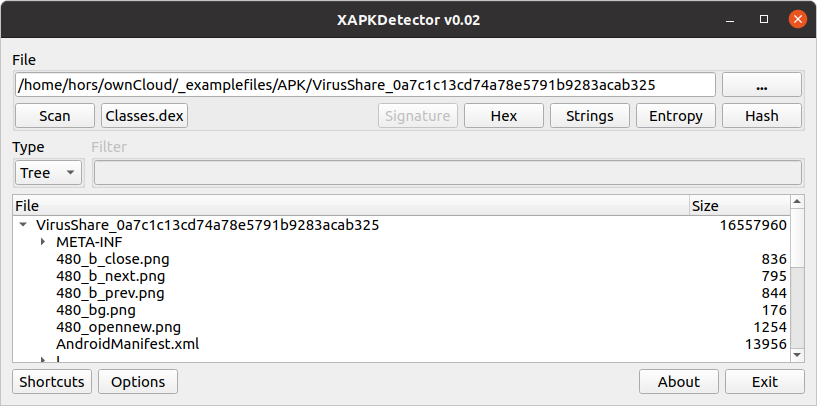 XAPKDetector v0.02
File
/home/hors/ownCloud/_examplefiles/APK/VirusShare_0a7c1c13cd74a78e5791b9283acab325 ...
Scan Classes.dex Signature Hex Strings Entropy Hash
Type Filter
Tree
File Size
VirusShare_0a7c1c13cd74a78e5791b9283acab325 16557960
META-INF
480_b_close.png 836
480_b_next.png 795
480_b_prev.png 844
480_bg.png 176
480_opennew.png 1254
AndroidManifest.xml 13956
Shortcuts Options About Exit